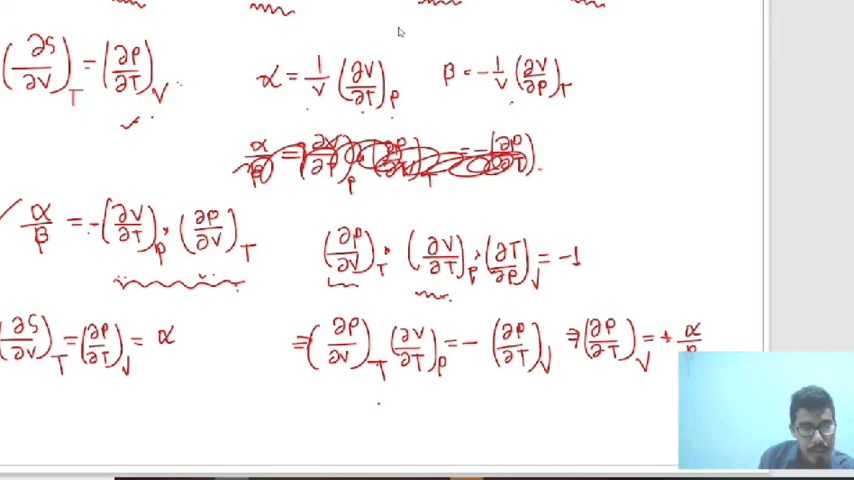 (∂S/∂V)_T = (∂P/∂T)_V
α = 1/V (∂V/∂T)_P β = -1/V (∂V/∂P)_T
α/β = -(∂V/∂T)_P · (∂P/∂V)_T
(∂P/∂V)_T · (∂V/∂T)_P · (∂T/∂P)_V = -1
(∂S/∂V)_T = (∂P/∂T)_V = α
⇒ (∂P/∂V)_T (∂V/∂T)_P = - (∂P/∂T)_V ⇒ (∂P/∂T)_V = + α/β